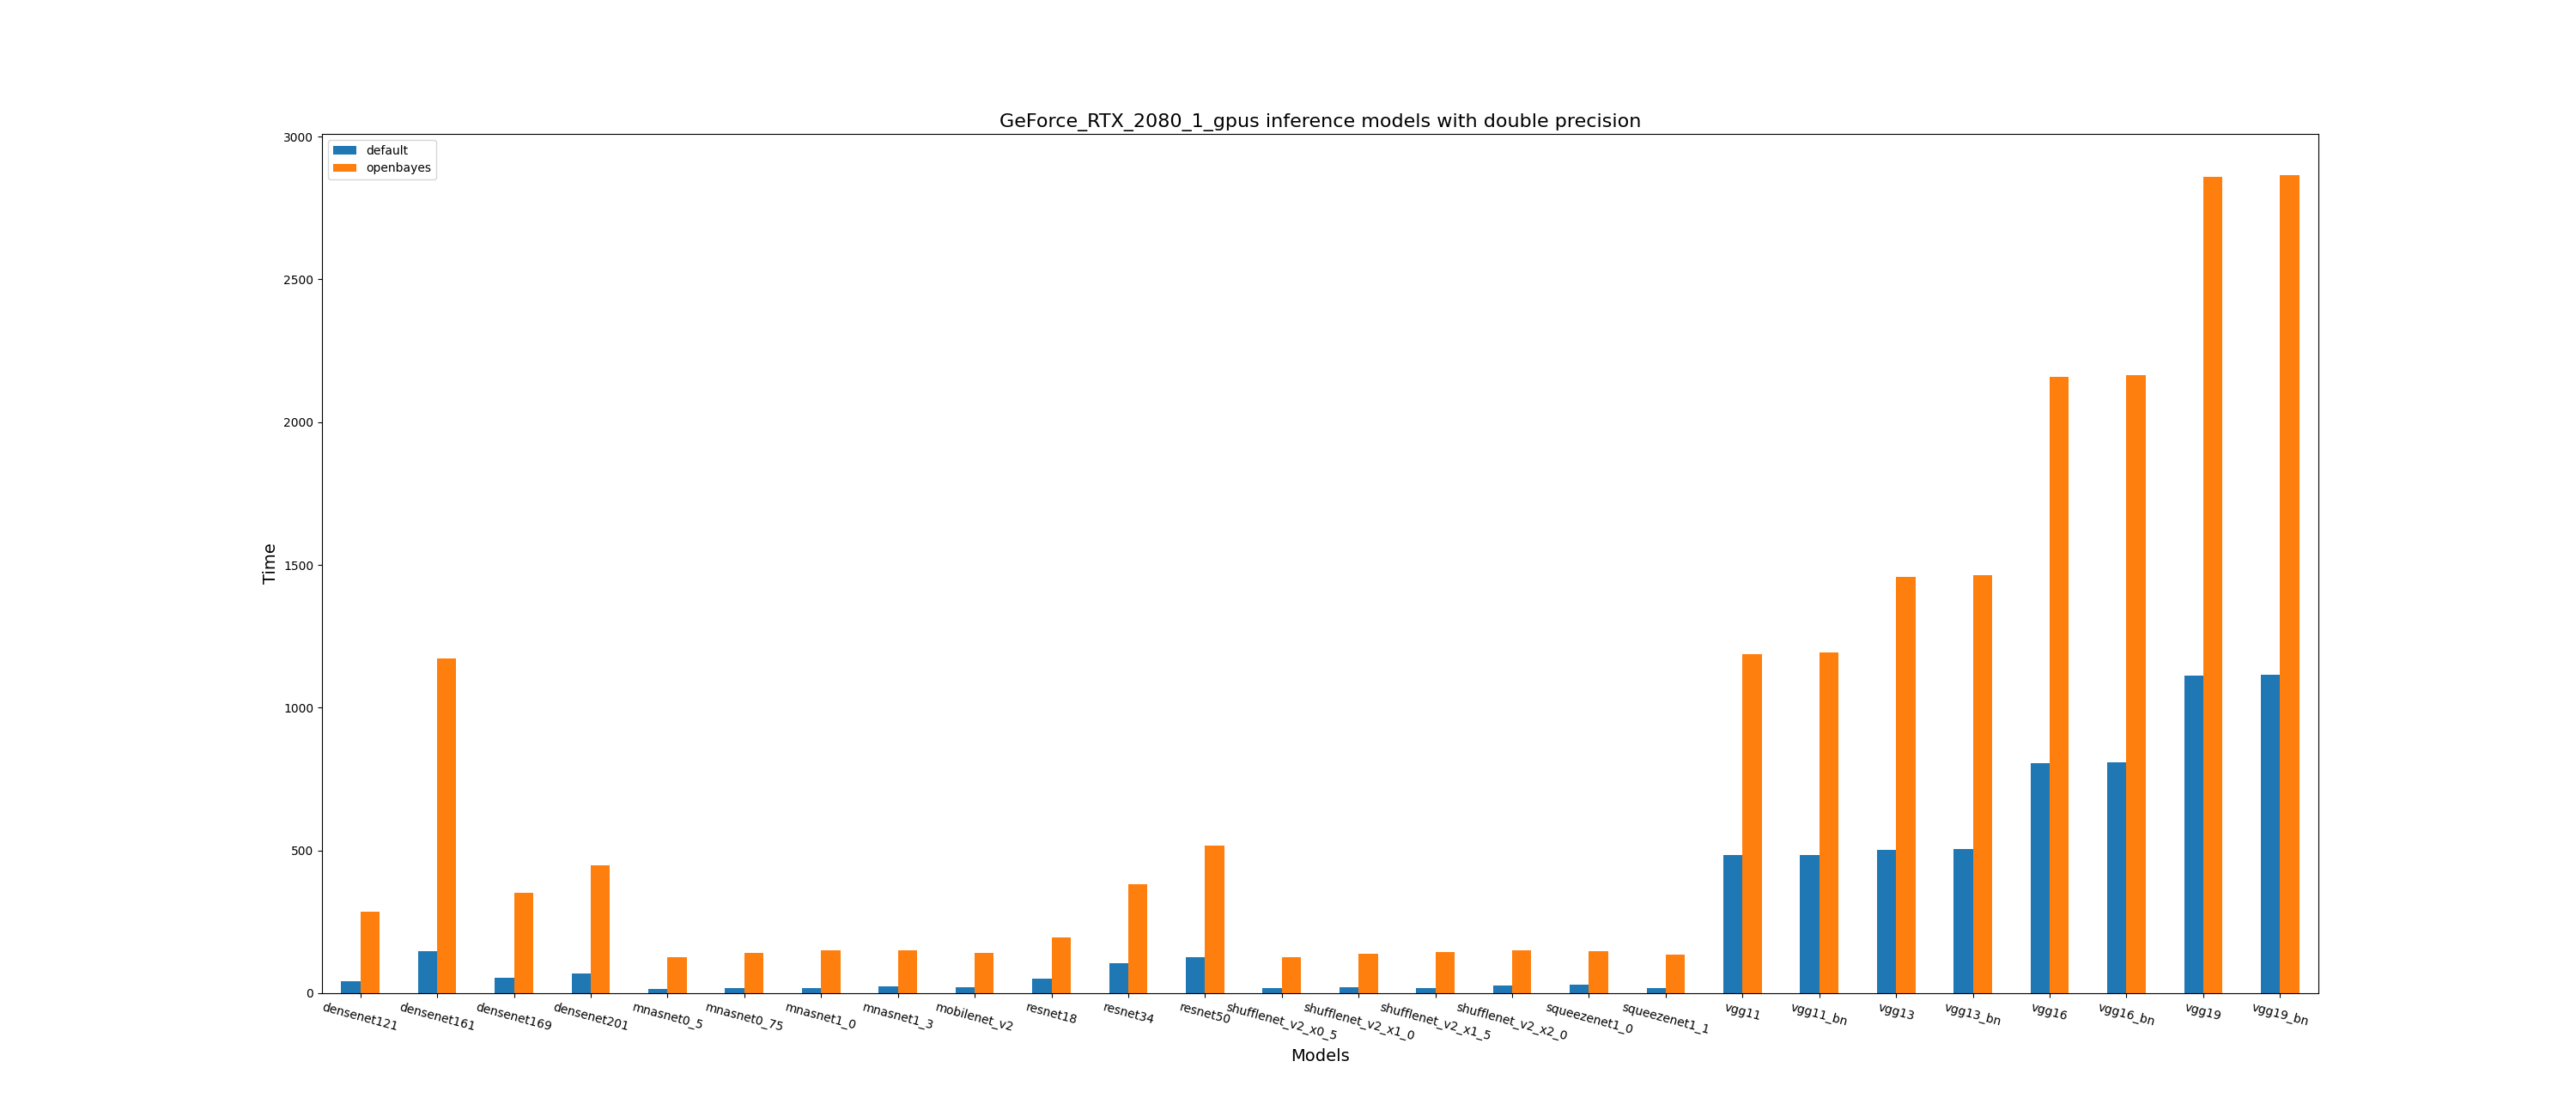 GeForce_RTX_2080_1_gpus inference models with double precision
default
openbayes
3000
2500
2000
1500
1000
500
0
Time
densenet121
densenet161
densenet169
densenet201
mnasnet0_5
mnasnet0_75
mnasnet1_0
mnasnet1_3
mobilenet_v2
resnet18
resnet34
resnet50
shufflenet_v2_x0_5
shufflenet_v2_x1_0
shufflenet_v2_x1_5
shufflenet_v2_x2_0
squeezenet1_0
squeezenet1_1
vgg11
vgg11_bn
vgg13
vgg13_bn
vgg16
vgg16_bn
vgg19
vgg19_bn
Models